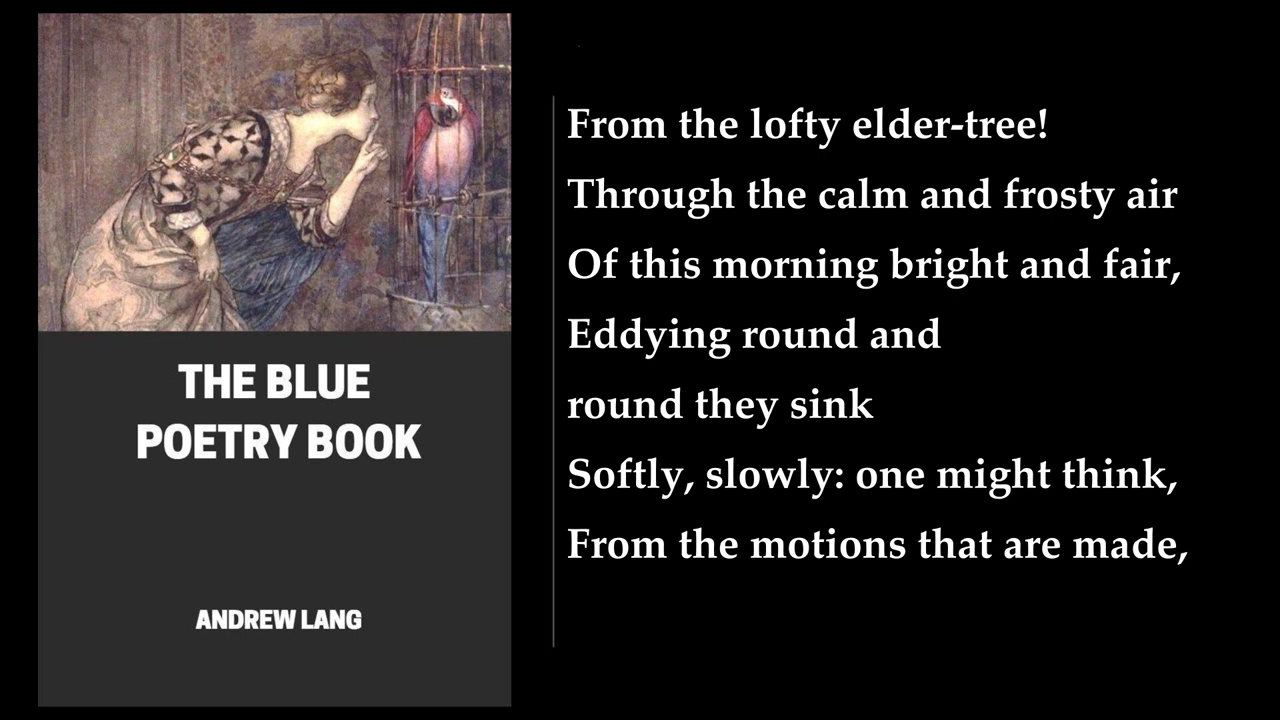 THE BLUE
POETRY BOOK
ANDREW LANG
From the lofty elder-tree!
Through the calm and frosty air
Of this morning bright and fair,
Eddying round and
round they sink
Softly, slowly: one might think,
From the motions that are made,